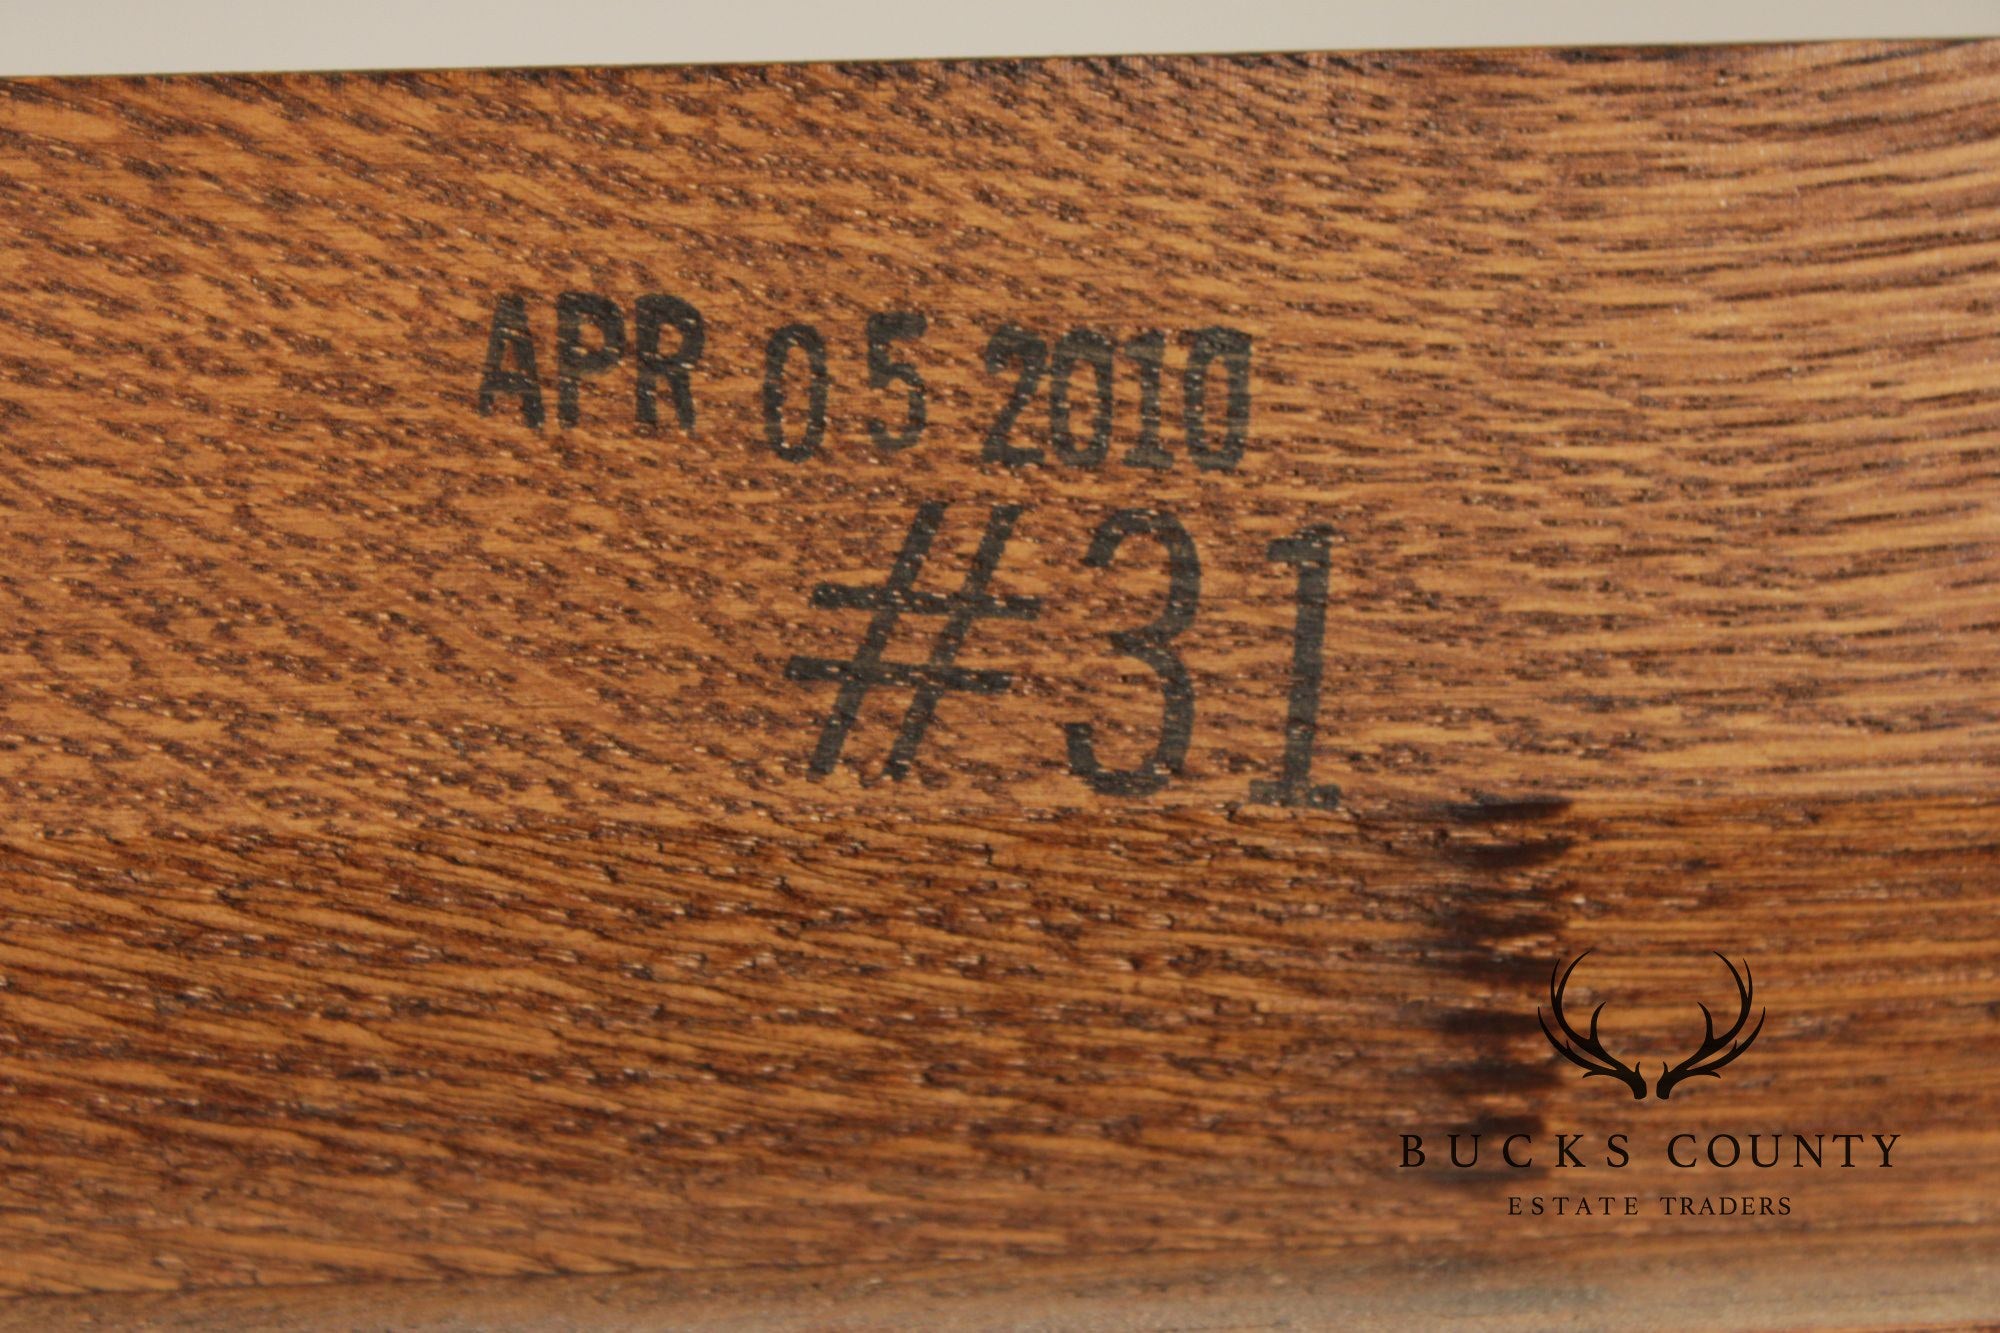 APR 05 2010
#31
BUCKS COUNTY
ESTATE TRADERS